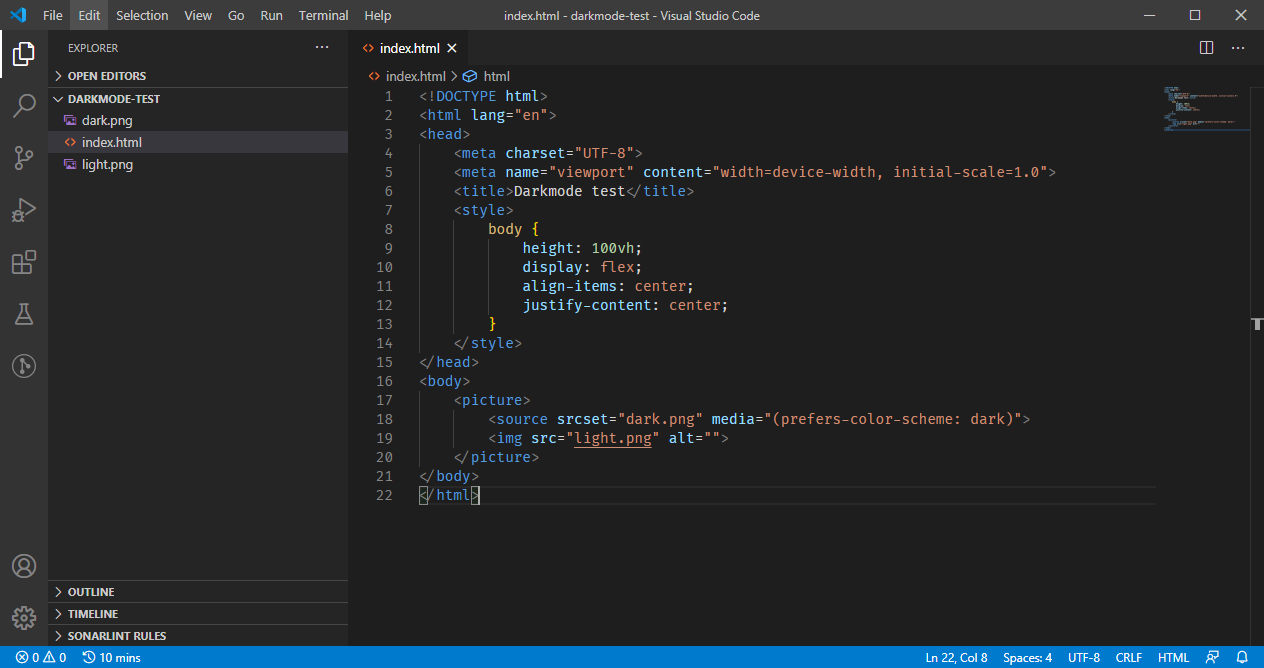 File Edit Selection View Go Run Terminal Help index.html - darkmode-test - Visual Studio Code
EXPLORER
OPEN EDITORS
DARKMODE-TEST
dark.png
index.html
light.png
OUTLINE
TIMELINE
SONARLINT RULES
index.html
index.html > html
1 <!DOCTYPE html>
2 <html lang="en">
3 <head>
4 <meta charset="UTF-8">
5 <meta name="viewport" content="width=device-width, initial-scale=1.0">
6 <title>Darkmode test</title>
7 <style>
8 body {
9 height: 100vh;
10 display: flex;
11 align-items: center;
12 justify-content: center;
13 }
14 </style>
15 </head>
16 <body>
17 <picture>
18 <source srcset="dark.png" media="(prefers-color-scheme: dark)">
19 <img src="light.png" alt="">
20 </picture>
21 </body>
22 </html>
0 0 10 mins Ln 22, Col 8 Spaces: 4 UTF-8 CRLF HTML